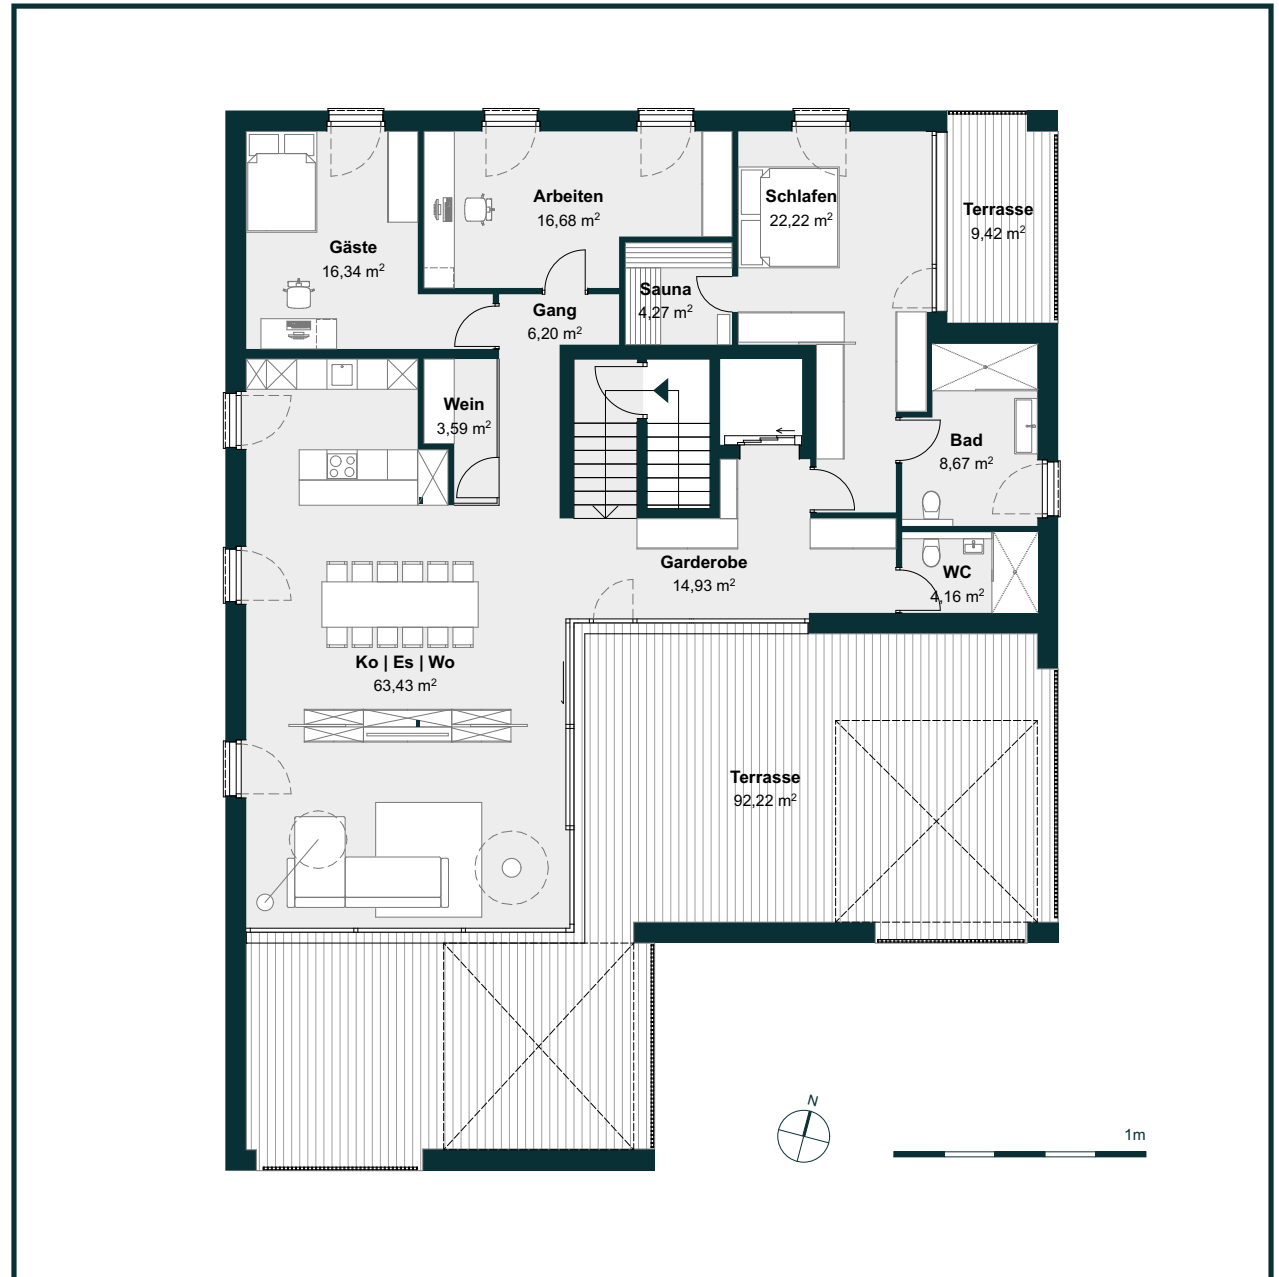 Arbeiten
16,68 m²
Schlafen
22,22 m²
Terrasse
9,42 m²
Gäste
16,34 m²
Sauna
4,27 m²
Gang
6,20 m²
Wein
3,59 m²
Bad
8,67 m²
Garderobe
14,93 m²
WC
4,16 m²
Ko | Es | Wo
63,43 m²
Terrasse
92,22 m²
N
1m